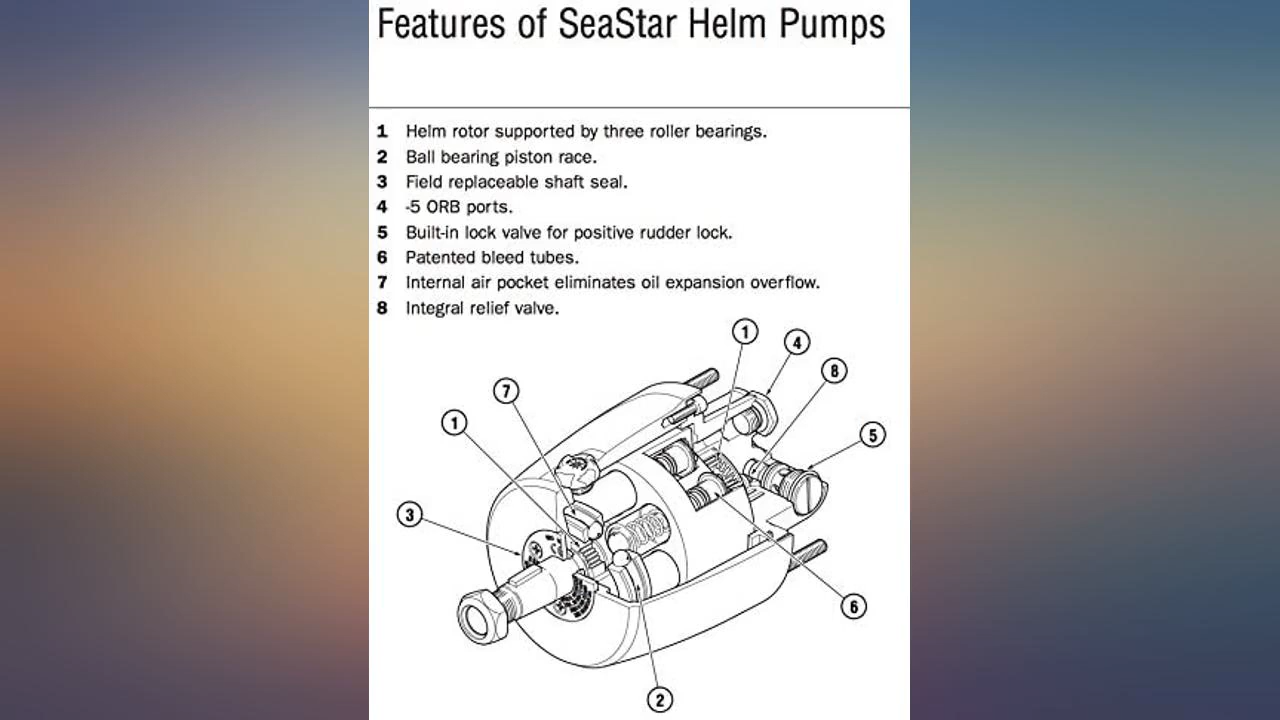 Features of SeaStar Helm Pumps
1 Helm rotor supported by three roller bearings.
2 Ball bearing piston race.
3 Field replaceable shaft seal.
4 -5 ORB ports.
5 Built-in lock valve for positive rudder lock.
6 Patented bleed tubes.
7 Internal air pocket eliminates oil expansion overflow.
8 Integral relief valve.
1
4
7
8
1
5
3
6
2